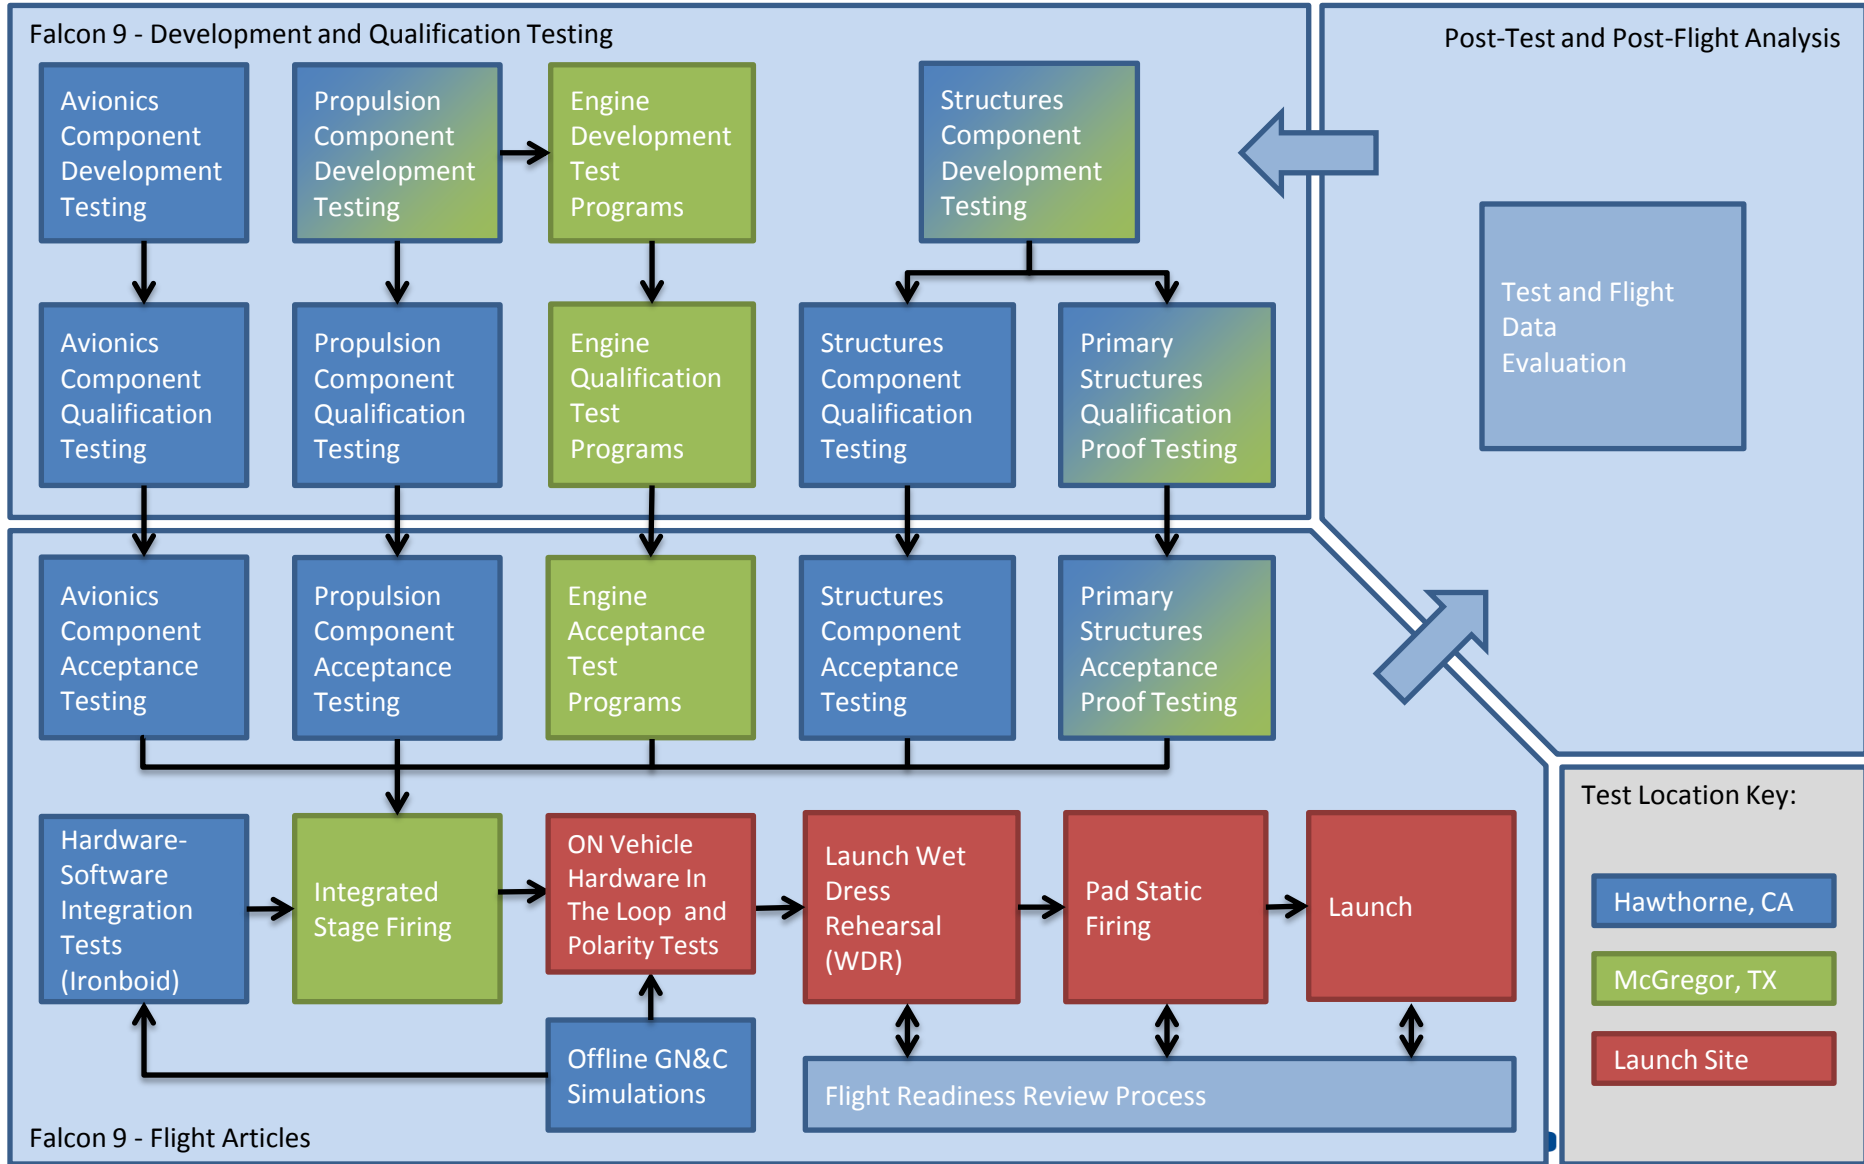 Falcon 9 - Development and Qualification Testing
Avionics
Component
Development
Testing
Propulsion
Component
Development
Testing
Engine
Development
Test
Programs
Structures
Component
Development
Testing
Avionics
Component
Qualification
Testing
Propulsion
Component
Qualification
Testing
Engine
Qualification
Test
Programs
Structures
Component
Qualification
Testing
Primary
Structures
Qualification
Proof Testing
Post-Test and Post-Flight Analysis
Test and Flight
Data
Evaluation
Avionics
Component
Acceptance
Testing
Propulsion
Component
Acceptance
Testing
Engine
Acceptance
Test
Programs
Structures
Component
Acceptance
Testing
Primary
Structures
Acceptance
Proof Testing
Hardware-
Software
Integration
Tests
(Ironboid)
Integrated
Stage Firing
ON Vehicle
Hardware In
The Loop and
Polarity Tests
Launch Wet
Dress
Rehearsal
(WDR)
Pad Static
Firing
Launch
Offline GN&C
Simulations
Flight Readiness Review Process
Falcon 9 - Flight Articles
Test Location Key:
Hawthorne, CA
McGregor, TX
Launch Site